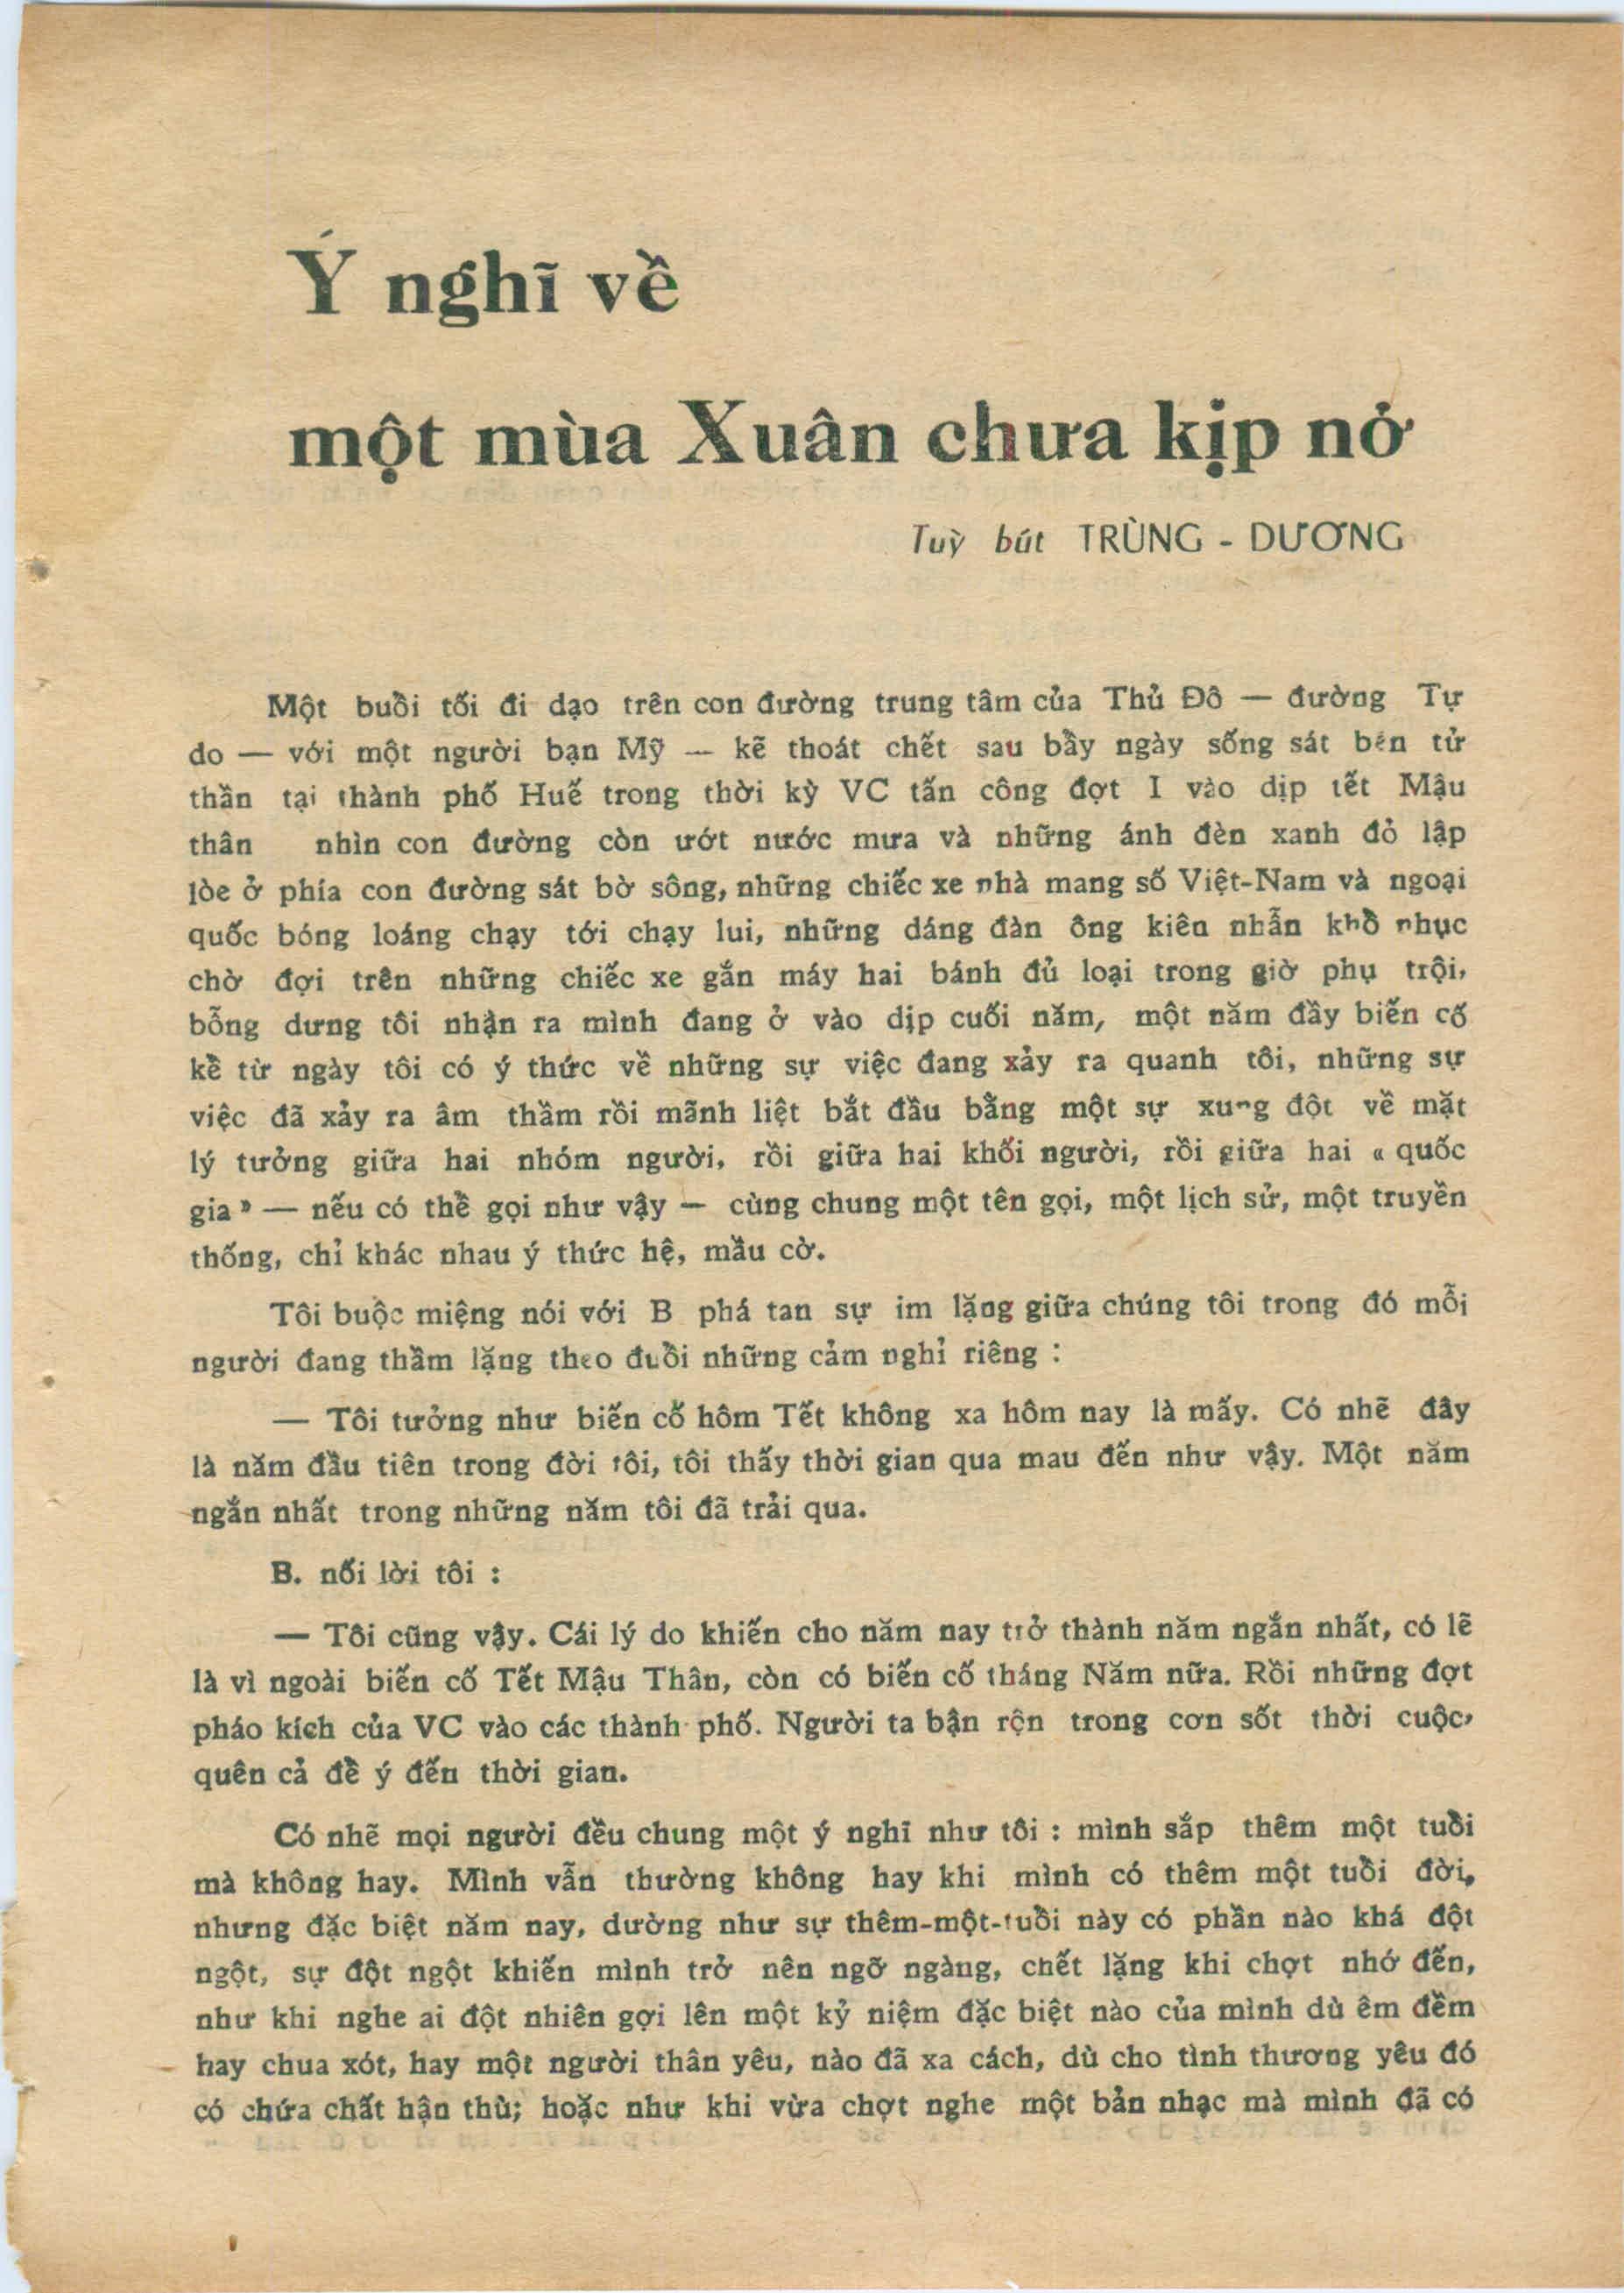 Ý nghĩ về
một mùa Xuân chưa kịp nở
Tuỳ bút TRÙNG - DƯƠNG
Một buổi tối đi dạo trên con đường trung tâm của Thủ Đô — đường Tự
do — với một người bạn Mỹ — kẽ thoát chết sau bầy ngày sống sát bên tử
thần tại thành phố Huế trong thời kỳ VC tấn công đợt I vào dịp tết Mậu
thân nhìn con đường còn ướt nước mưa và những ánh đèn xanh đỏ lập
lòe ở phía con đường sát bờ sông, những chiếc xe nhà mang số Việt-Nam và ngoại
quốc bóng loáng chạy tới chạy lui, những dáng đàn ông kiên nhẫn khổ nhục
chờ đợi trên những chiếc xe gắn máy hai bánh đủ loại trong giờ phụ trội,
bỗng dưng tôi nhận ra mình đang ở vào dịp cuối năm, một năm đầy biến cố
kể từ ngày tôi có ý thức về những sự việc đang xảy ra quanh tôi, những sự
việc đã xảy ra âm thầm rồi mãnh liệt bắt đầu bằng một sự xung đột về mặt
lý tưởng giữa hai nhóm người, rồi giữa hai khối người, rồi giữa hai « quốc
gia » — nếu có thể gọi như vậy — cùng chung một tên gọi, một lịch sử, một truyền
thống, chỉ khác nhau ý thức hệ, mầu cờ.
Tôi buộc miệng nói với B phá tan sự im lặng giữa chúng tôi trong đó mỗi
người đang thầm lặng theo đuổi những cảm nghỉ riêng :
— Tôi tưởng như biến cố hôm Tết không xa hôm nay là mấy. Có nhẽ đây
là năm đầu tiên trong đời tôi, tôi thấy thời gian qua mau đến như vậy. Một năm
ngắn nhất trong những năm tôi đã trải qua.
B. nối lời tôi :
— Tôi cũng vậy. Cái lý do khiến cho năm nay trở thành năm ngắn nhất, có lẽ
là vì ngoài biến cố Tết Mậu Thân, còn có biến cố tháng Năm nữa. Rồi những đợt
pháo kích của VC vào các thành phố. Người ta bận rộn trong cơn sốt thời cuộc,
quên cả để ý đến thời gian.
Có nhẽ mọi người đều chung một ý nghĩ như tôi : mình sắp thêm một tuổi
mà không hay. Mình vẫn thường không hay khi mình có thêm một tuổi đời,
nhưng đặc biệt năm nay, dường như sự thêm-một-tuổi này có phần nào khá đột
ngột, sự đột ngột khiến mình trở nên ngỡ ngàng, chết lặng khi chợt nhớ đến,
như khi nghe ai đột nhiên gợi lên một kỷ niệm đặc biệt nào của mình dù êm đềm
hay chua xót, hay một người thân yêu, nào đã xa cách, dù cho tình thương yêu đó
có chứa chất hận thù; hoặc như khi vừa chợt nghe một bản nhạc mà mình đã có